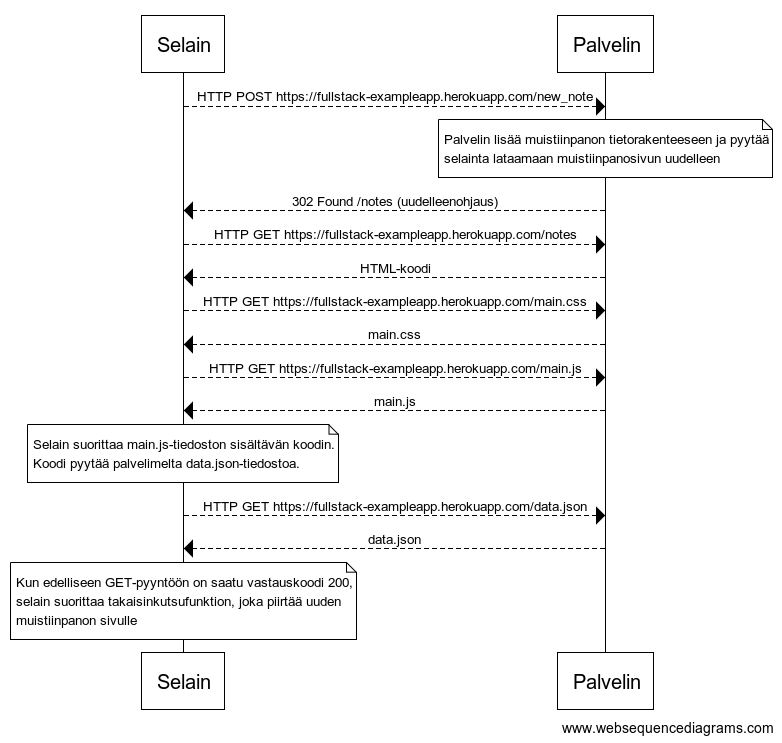 Selain
Palvelin
HTTP POST https://fullstack-exampleapp.herokuapp.com/new_note
Palvelin lisää muistiinpanon tietorakenteeseen ja pyytää
selainta lataamaan muistiinpanosivun uudelleen
302 Found /notes (uudelleenohjaus)
HTTP GET https://fullstack-exampleapp.herokuapp.com/notes
HTML-koodi
HTTP GET https://fullstack-exampleapp.herokuapp.com/main.css
main.css
HTTP GET https://fullstack-exampleapp.herokuapp.com/main.js
main.js
Selain suorittaa main.js-tiedoston sisältävän koodin.
Koodi pyytää palvelimelta data.json-tiedostoa.
HTTP GET https://fullstack-exampleapp.herokuapp.com/data.json
data.json
Kun edelliseen GET-pyyntöön on saatu vastauskoodi 200,
selain suorittaa takaisinkutsufunktion, joka piirtää uuden
muistiinpanon sivulle
Selain
Palvelin
www.websequencediagrams.com